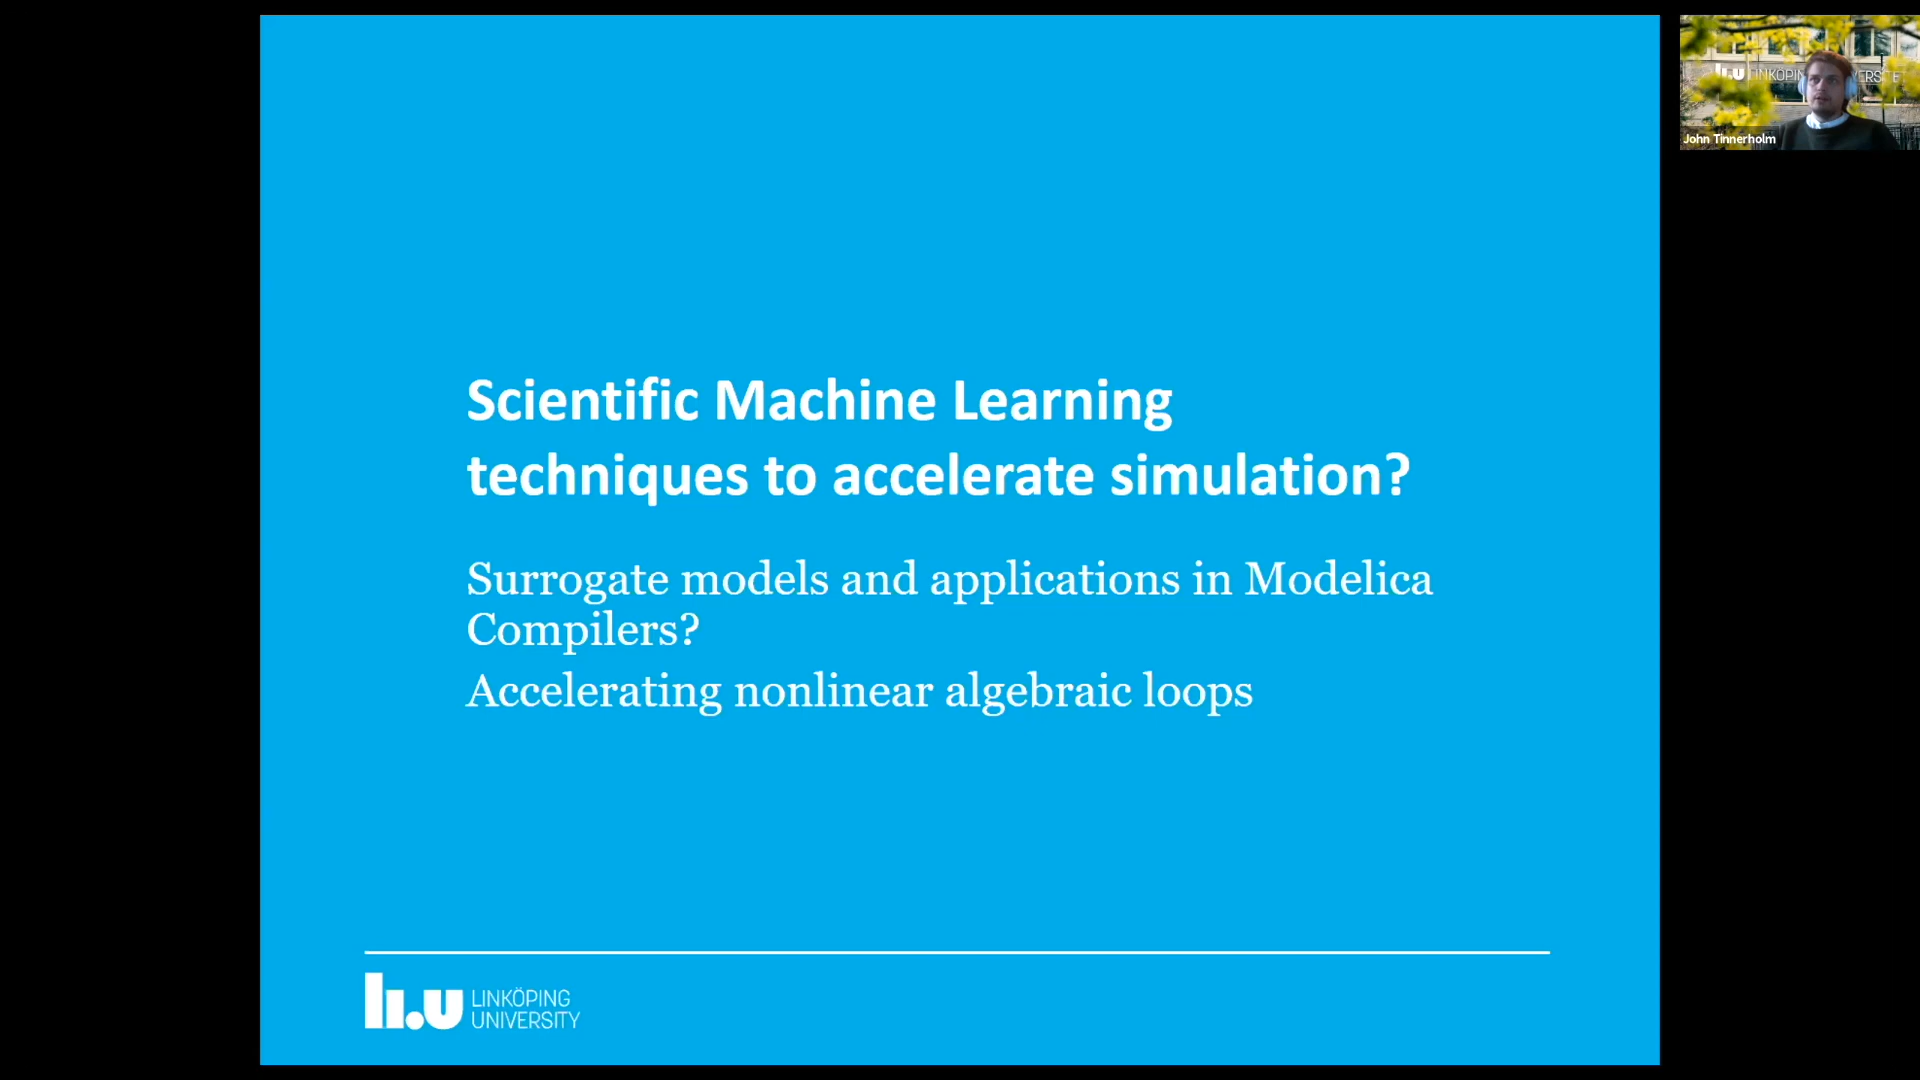 Scientific Machine Learning
techniques to accelerate simulation?
Surrogate models and applications in Modelica
Compilers?
Accelerating nonlinear algebraic loops
li.u LINKÖPING
UNIVERSITY
John Tinnerholm